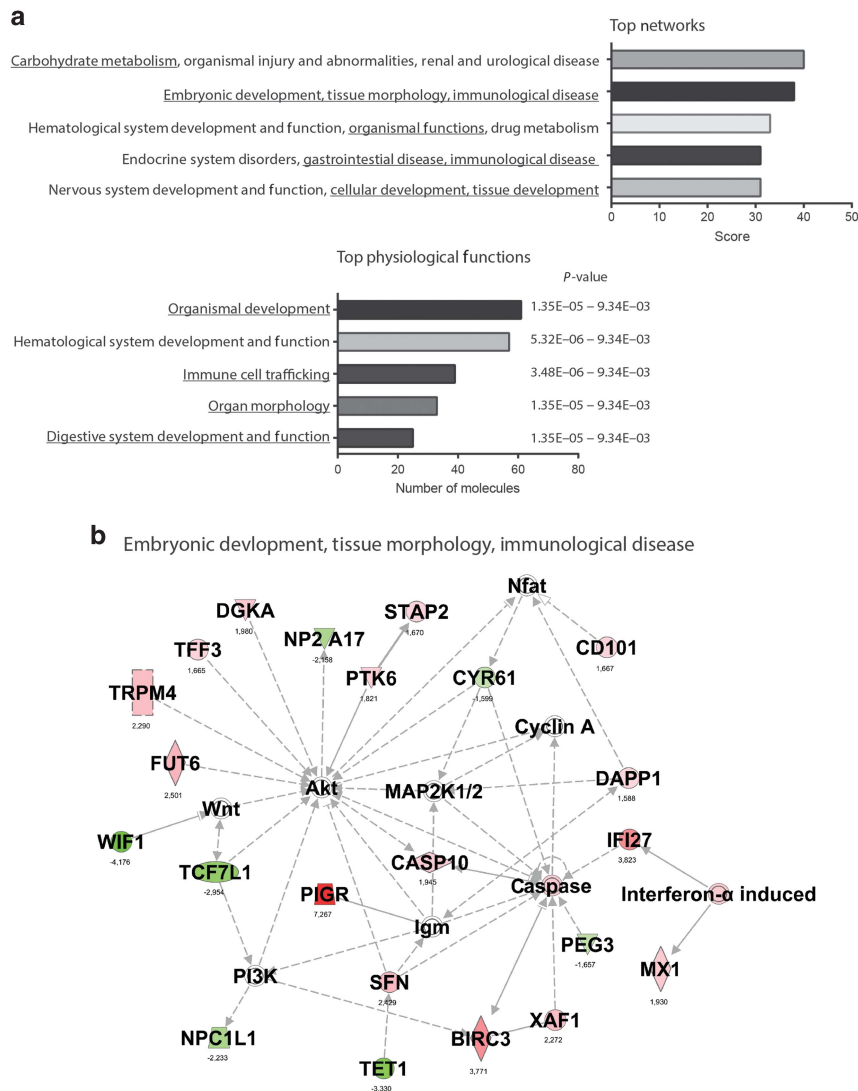 a
Top networks
Carbohydrate metabolism, organismal injury and abnormalities, renal and urological disease
Embryonic development, tissue morphology, immunological disease
Hematological system development and function, organismal functions, drug metabolism
Endocrine system disorders, gastrointestial disease, immunological disease
Nervous system development and function, cellular development, tissue development
0 10 20 30 40 50
Score
Top physiological functions
P-value
Organismal development 1.35E–05 – 9.34E–03
Hematological system development and function 5.32E–06 – 9.34E–03
Immune cell trafficking 3.48E–06 – 9.34E–03
Organ morphology 1.35E–05 – 9.34E–03
Digestive system development and function 1.35E–05 – 9.34E–03
0 20 40 60 80
Number of molecules
b
Embryonic devlopment, tissue morphology, immunological disease
Nfat
DGKA
1,980
STAP2
1,670
NP2 A17
-2,158
TFF3
1,665
CD101
1,667
PTK6
1,821
CYR61
-1,599
TRPM4
2,290
Cyclin A
FUT6
2,501
Akt
MAP2K1/2
DAPP1
1,588
Wnt
WIF1
-4,176
IFI27
3,823
TCF7L1
-2,954
CASP10
1,945
Caspase
PIGR
7,267
Interferon-α induced
Igm
PEG3
-1,657
MX1
1,930
PI3K
SFN
2,429
NPC1L1
-2,233
BIRC3
3,771
XAF1
2,272
TET1
-3,330